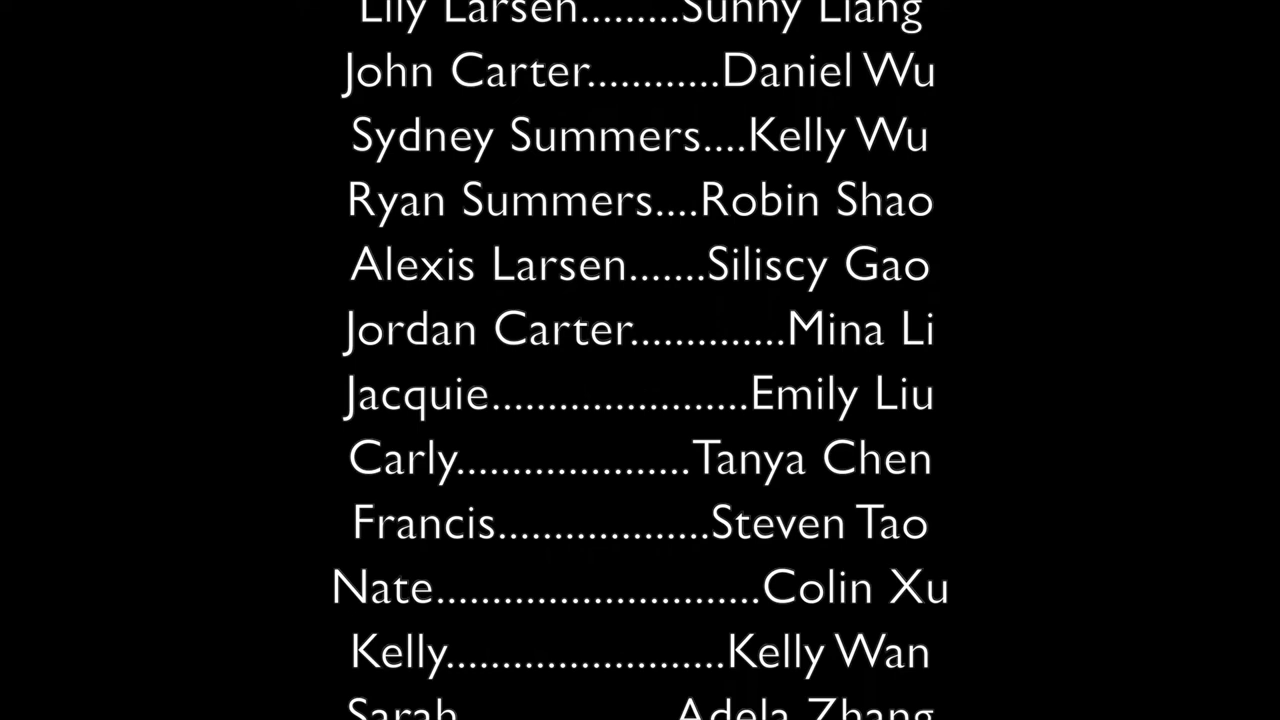 Lily Larsen.........Sunny Liang
John Carter............Daniel Wu
Sydney Summers....Kelly Wu
Ryan Summers....Robin Shao
Alexis Larsen.......Siliscy Gao
Jordan Carter..............Mina Li
Jacquie.......................Emily Liu
Carly.....................Tanya Chen
Francis...................Steven Tao
Nate.............................Colin Xu
Kelly.........................Kelly Wan
Sarah....................Adela Zhang